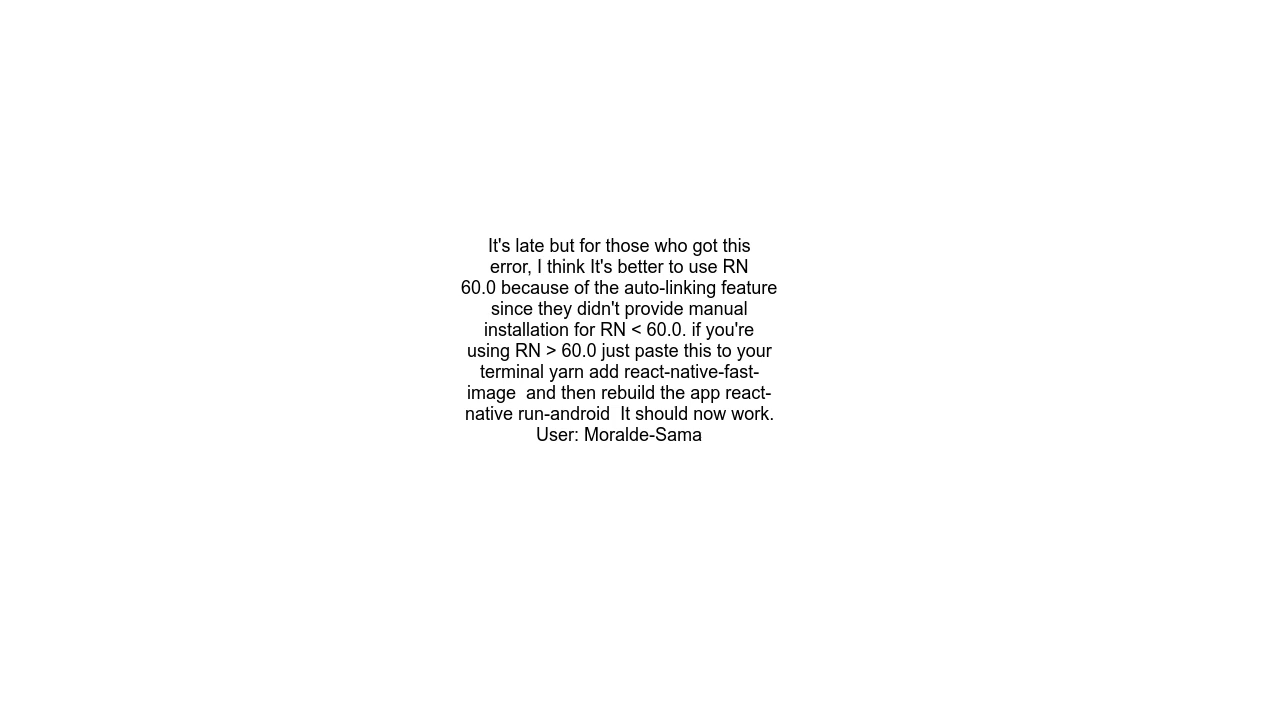 It's late but for those who got this
error, I think It's better to use RN
60.0 because of the auto-linking feature
since they didn't provide manual
installation for RN < 60.0. if you're
using RN > 60.0 just paste this to your
terminal yarn add react-native-fast-
image  and then rebuild the app react-
native run-android  It should now work.
User: Moralde-Sama